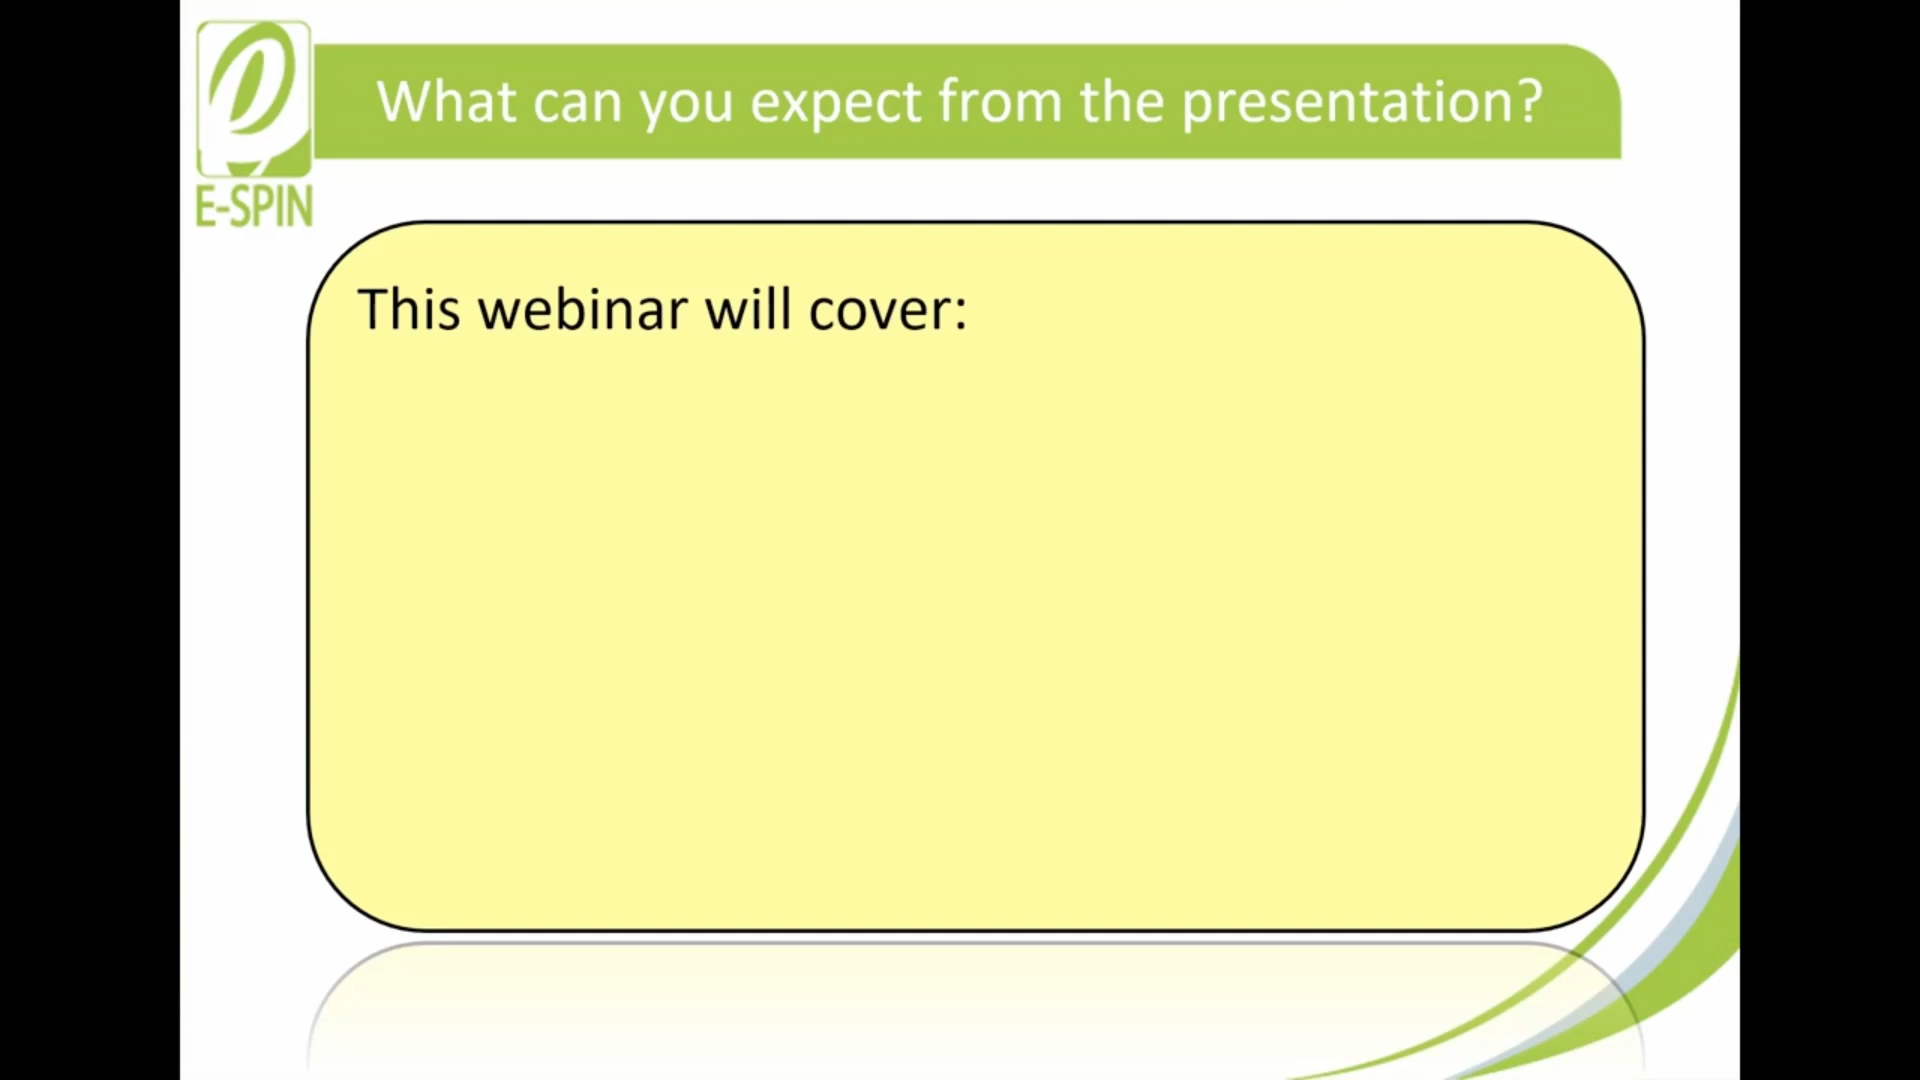 What can you expect from the presentation?
E-SPIN
This webinar will cover: